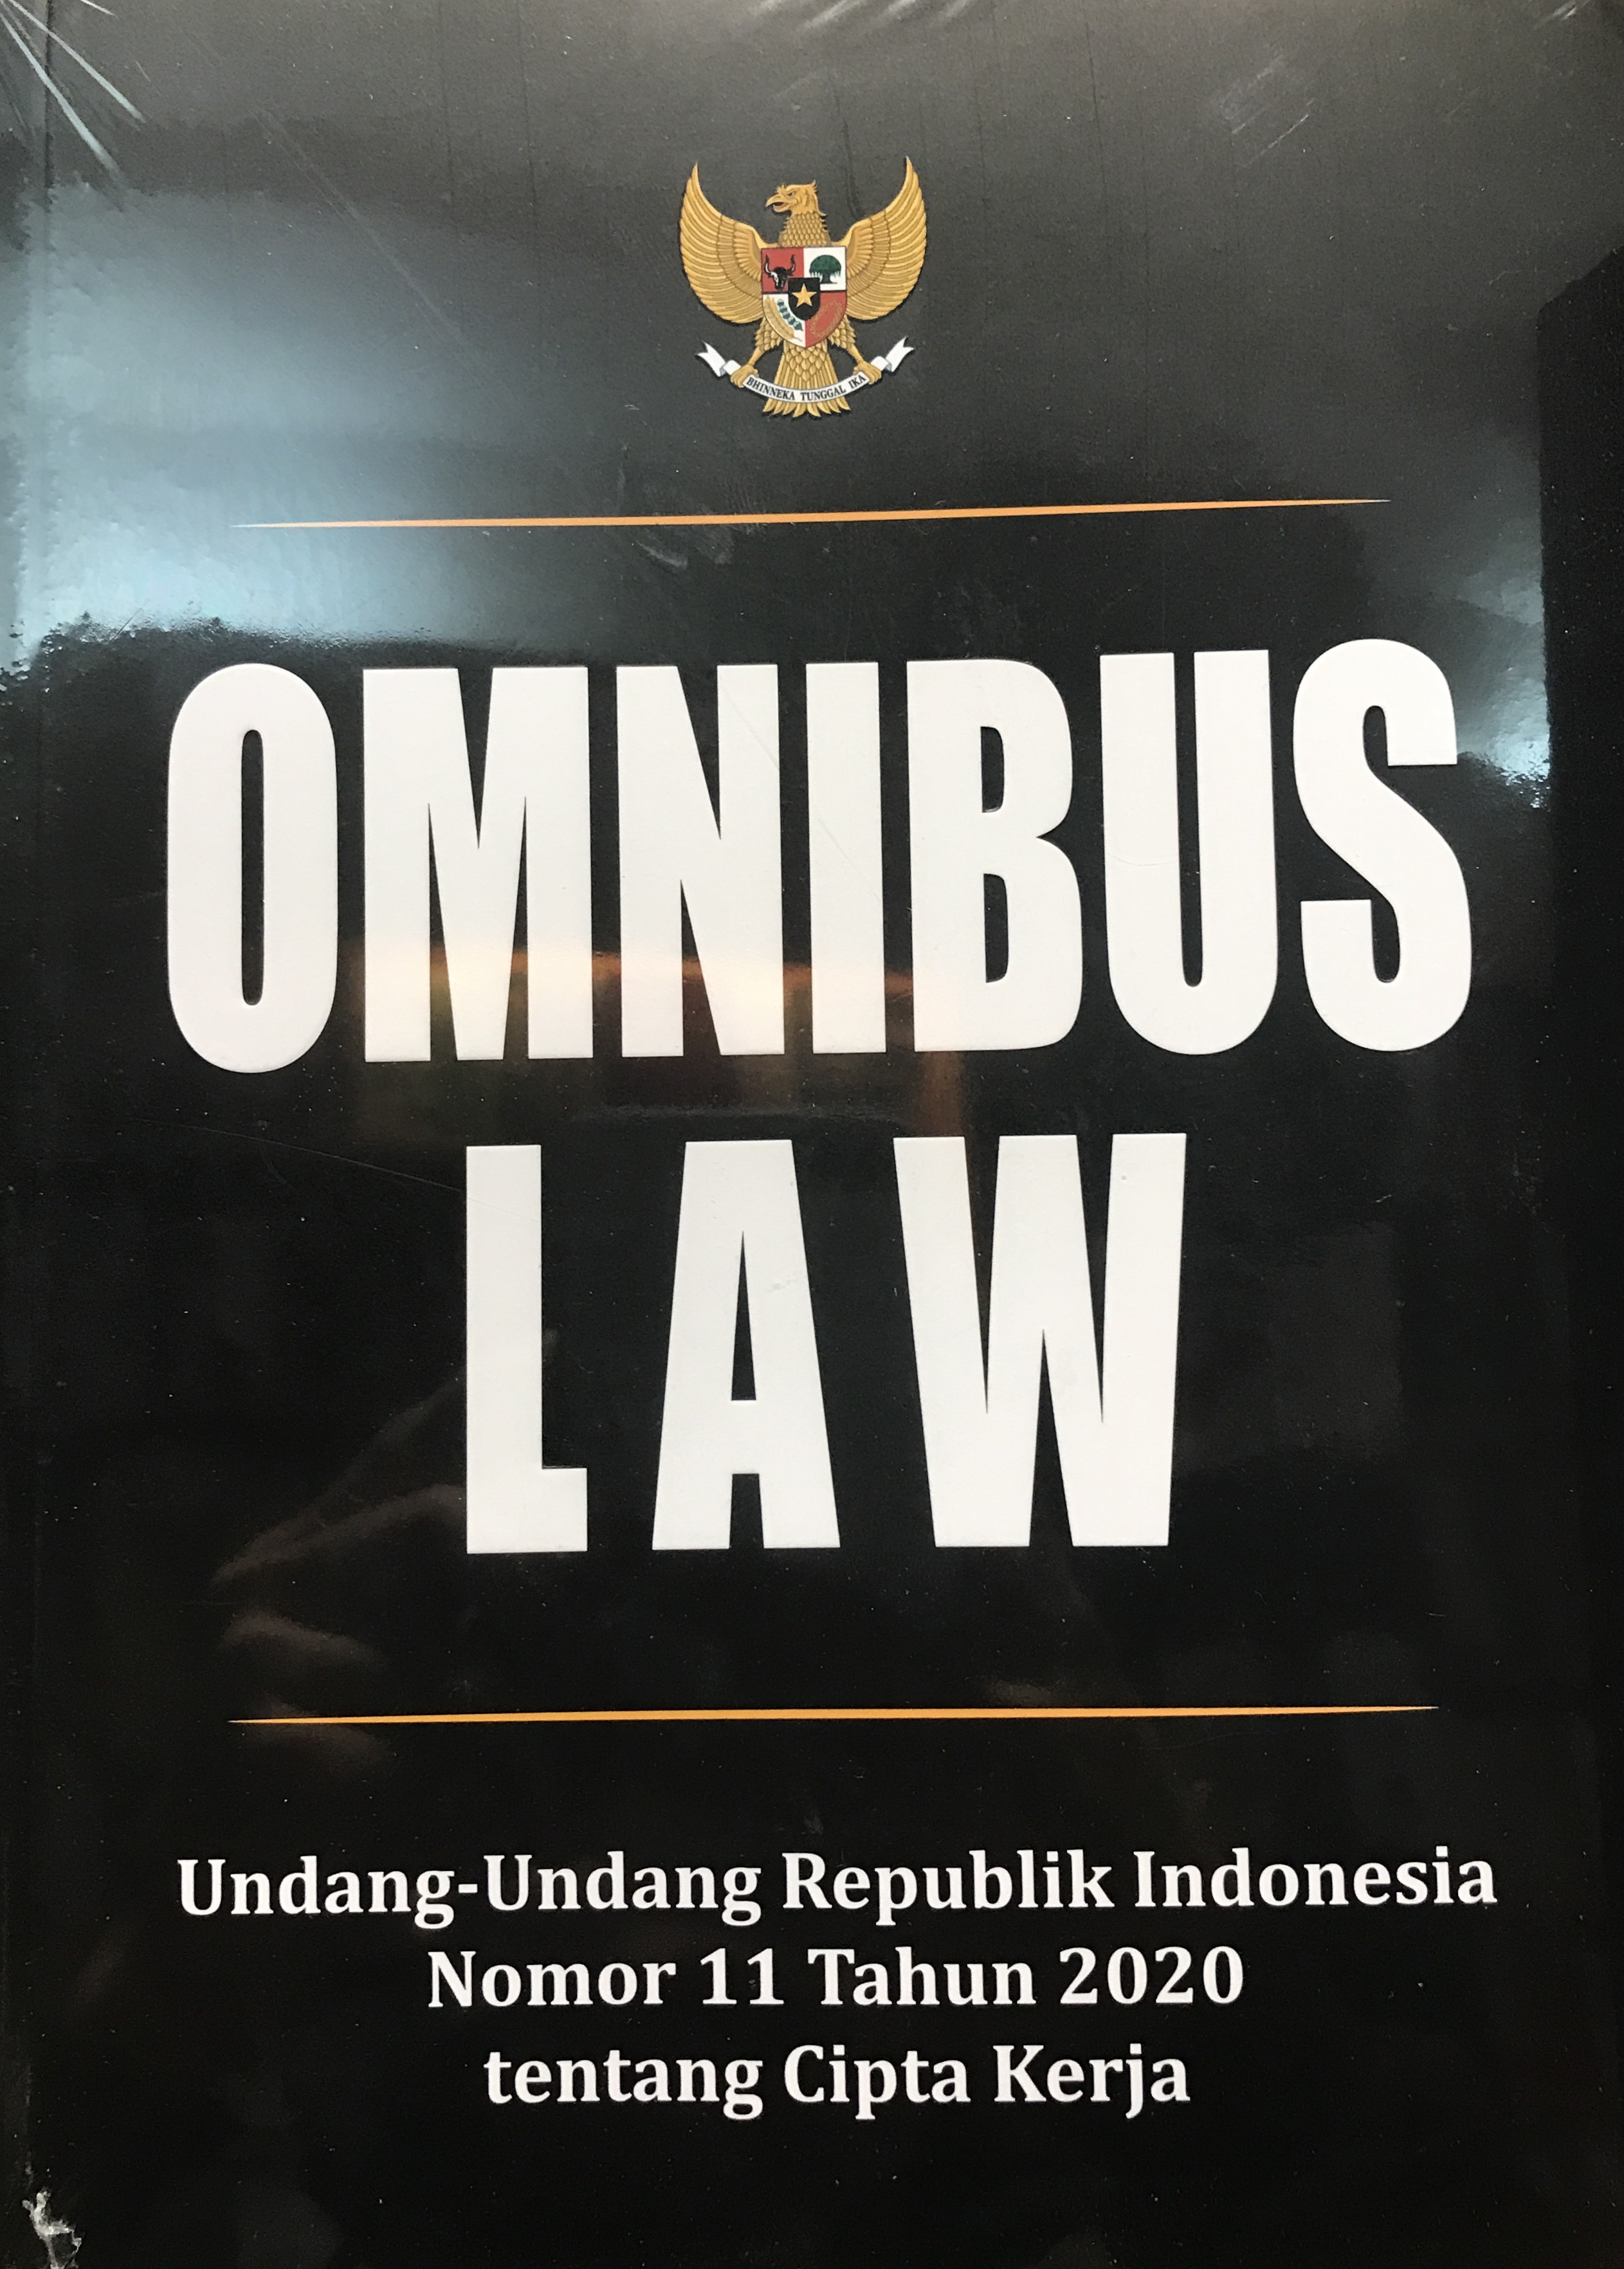 BHINNEKA TUNGGAL IKA
OMNIBUS
LAW
Undang-Undang Republik Indonesia
Nomor 11 Tahun 2020
tentang Cipta Kerja